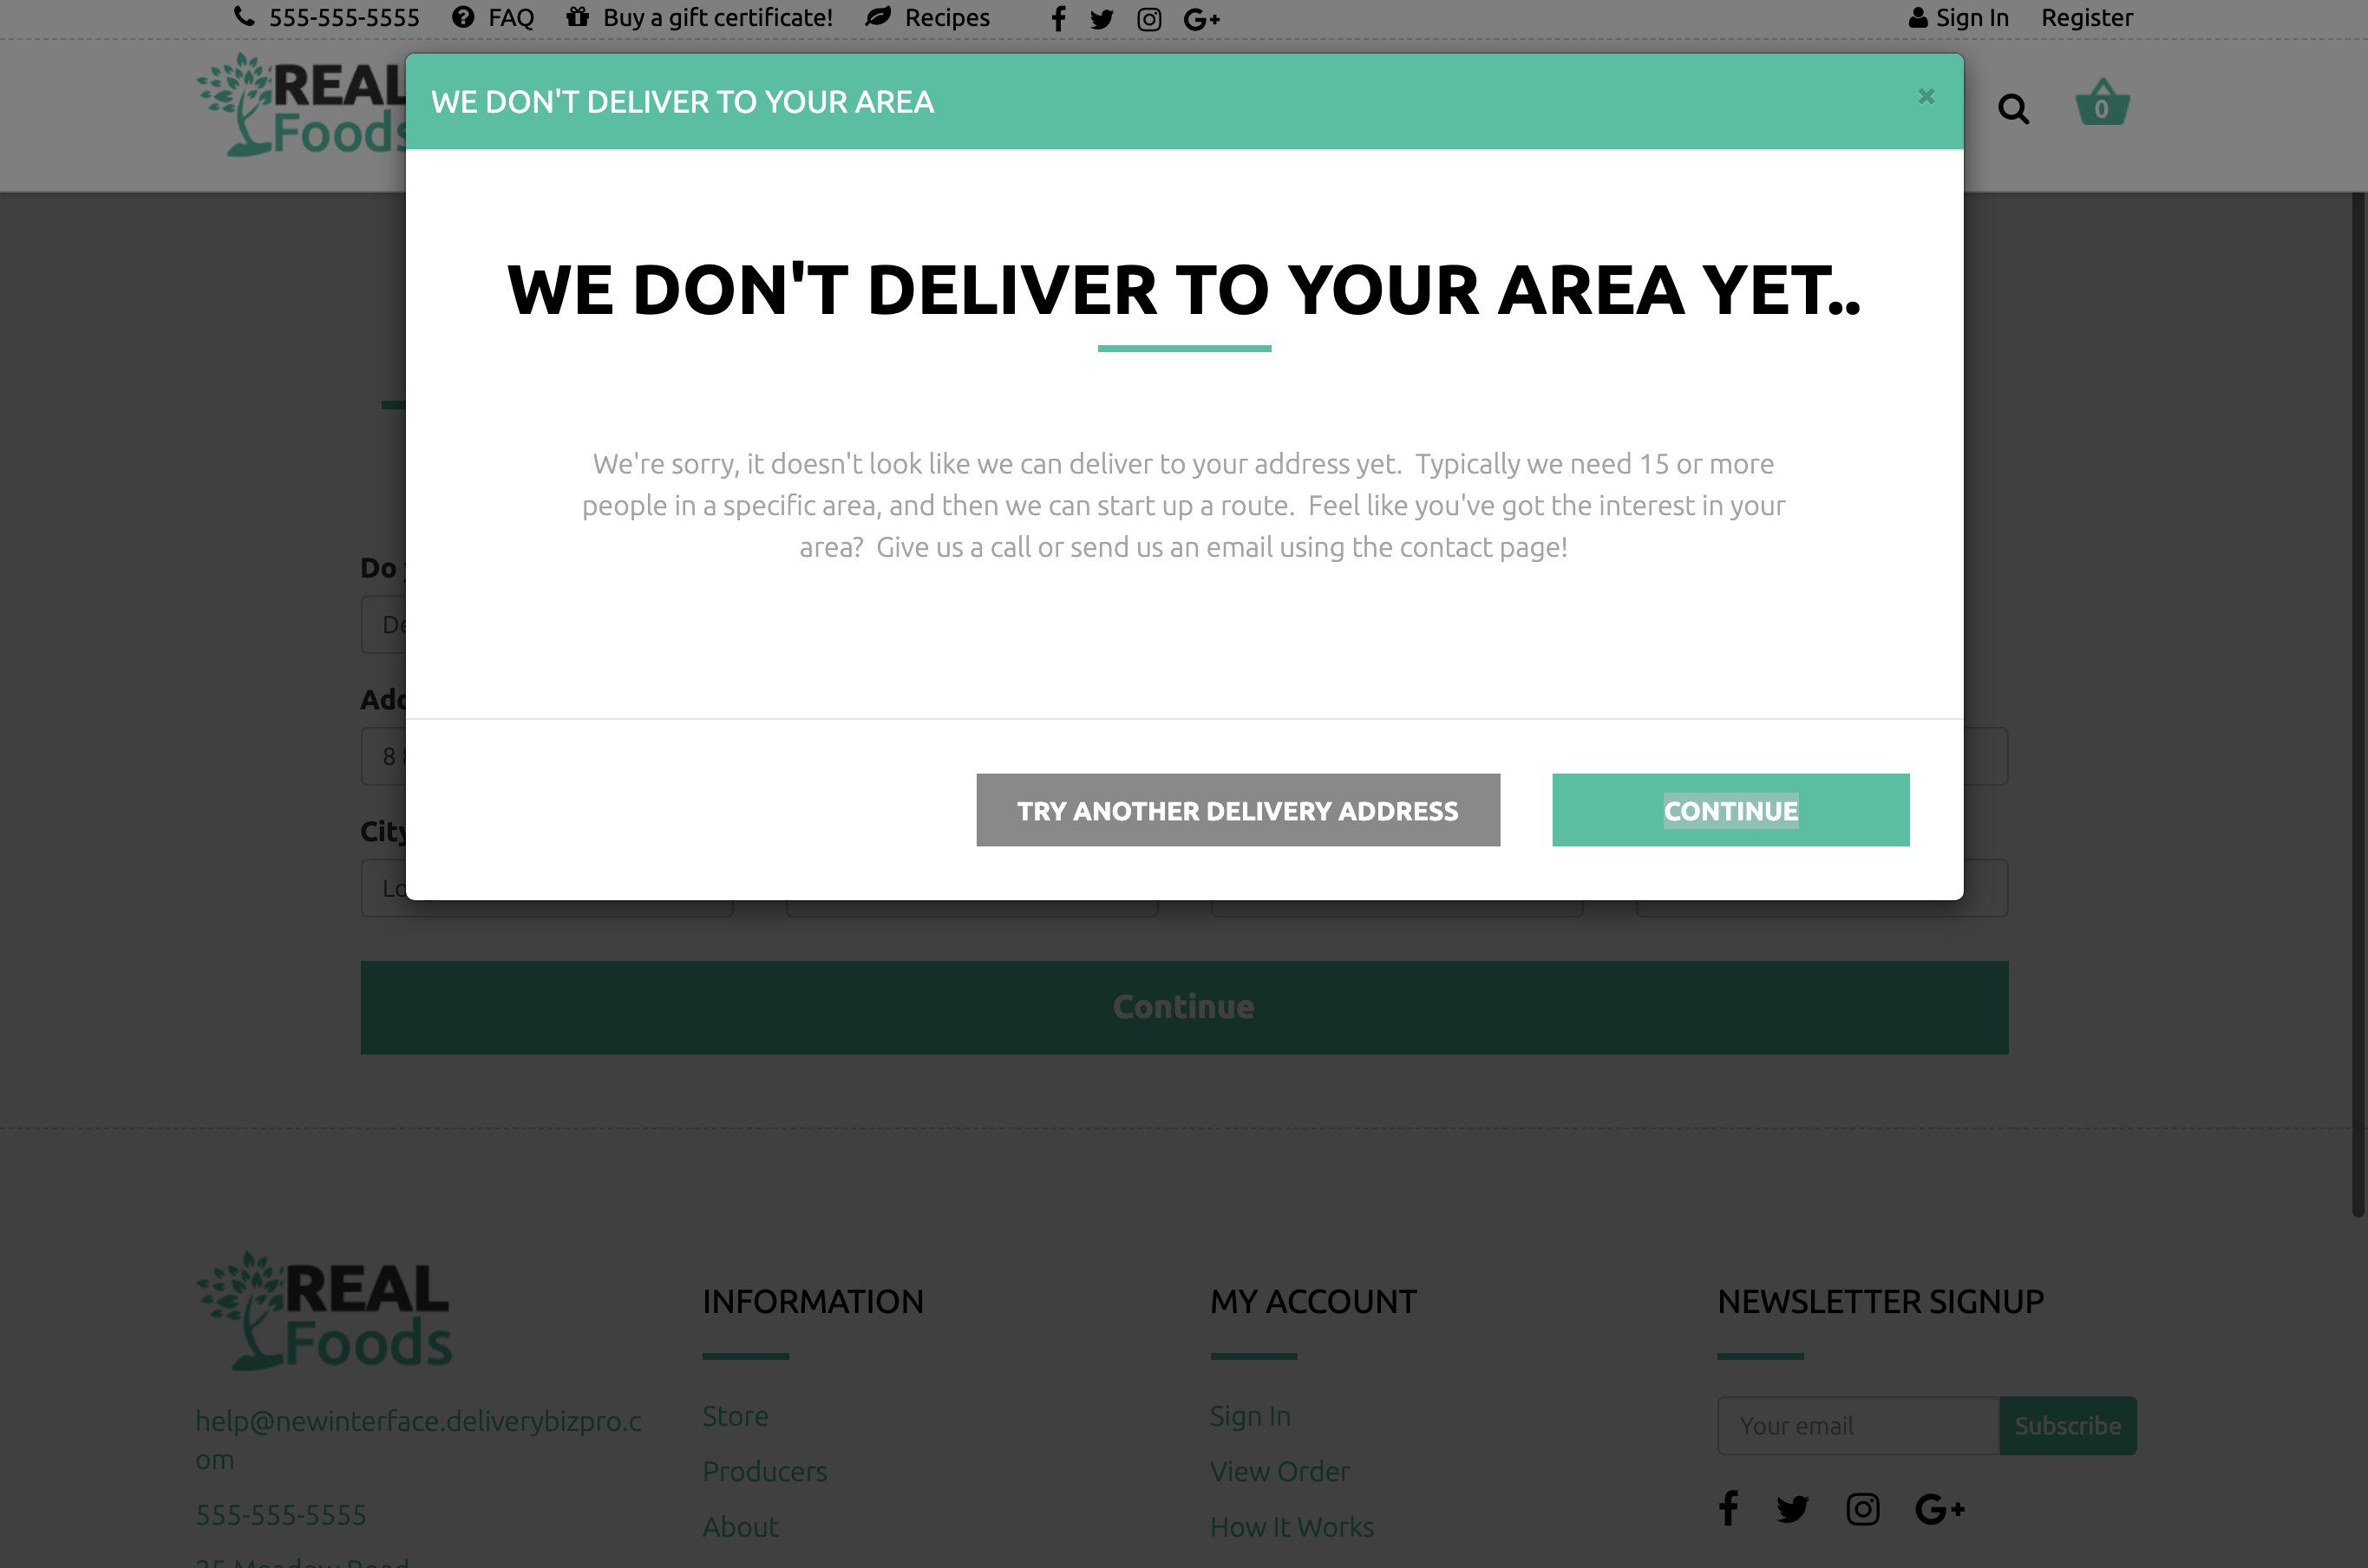 555-555-5555 FAQ Buy a gift certificate! Recipes Sign In Register
REAL
Foods
0
WE DON'T DELIVER TO YOUR AREA
WE DON'T DELIVER TO YOUR AREA YET..
We're sorry, it doesn't look like we can deliver to your address yet. Typically we need 15 or more
people in a specific area, and then we can start up a route. Feel like you've got the interest in your
area? Give us a call or send us an email using the contact page!
Do
City
TRY ANOTHER DELIVERY ADDRESS CONTINUE
Continue
REAL
Foods
help@newinterface.deliverybizpro.c
om
555-555-5555
INFORMATION
Store
Producers
About
MY ACCOUNT
Sign In
View Order
How It Works
NEWSLETTER SIGNUP
Your email Subscribe